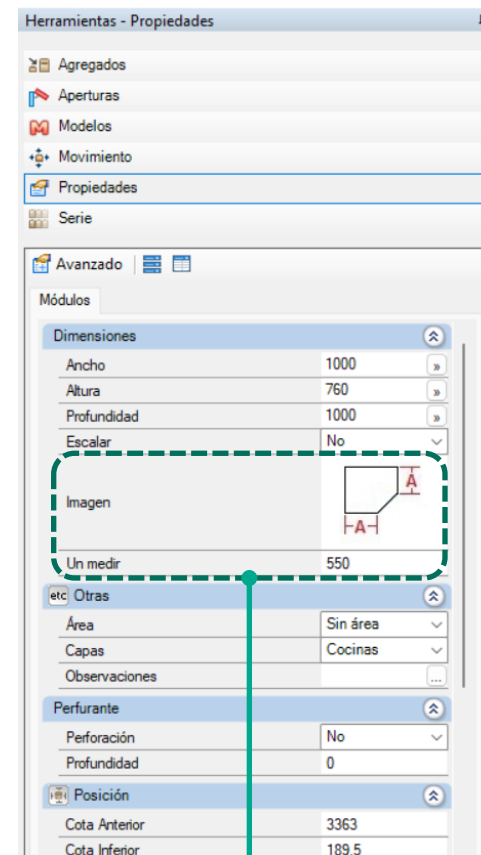 Herramientas - Propiedades
Agregados
Aperturas
Modelos
Movimiento
Propiedades
Serie
Avanzado
Módulos
Dimensiones
Ancho 1000 »
Altura 760 »
Profundidad 1000 »
Escalar No
A
Imagen
A
Un medir 550
etc Otras
Área Sin área
Capas Cocinas
Observaciones ...
Perfurante
Perforación No
Profundidad 0
Posición
Cota Anterior 3363
Cota Inferior 189.5